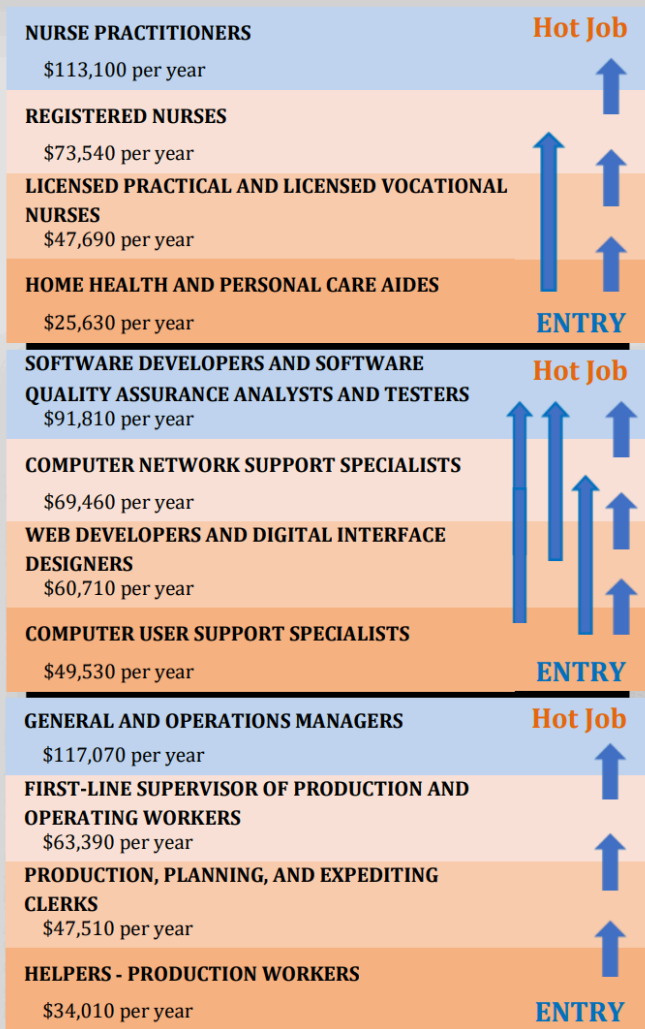 NURSE PRACTITIONERS
Hot Job
$113,100 per year
REGISTERED NURSES
$73,540 per year
LICENSED PRACTICAL AND LICENSED VOCATIONAL
NURSES
$47,690 per year
HOME HEALTH AND PERSONAL CARE AIDES
$25,630 per year
ENTRY
SOFTWARE DEVELOPERS AND SOFTWARE
Hot Job
QUALITY ASSURANCE ANALYSTS AND TESTERS
$91,810 per year
COMPUTER NETWORK SUPPORT SPECIALISTS
$69,460 per year
WEB DEVELOPERS AND DIGITAL INTERFACE
DESIGNERS
$60,710 per year
COMPUTER USER SUPPORT SPECIALISTS
$49,530 per year
ENTRY
GENERAL AND OPERATIONS MANAGERS
Hot Job
$117,070 per year
FIRST-LINE SUPERVISOR OF PRODUCTION AND
OPERATING WORKERS
$63,390 per year
PRODUCTION, PLANNING, AND EXPEDITING
CLERKS
$47,510 per year
HELPERS - PRODUCTION WORKERS
$34,010 per year
ENTRY